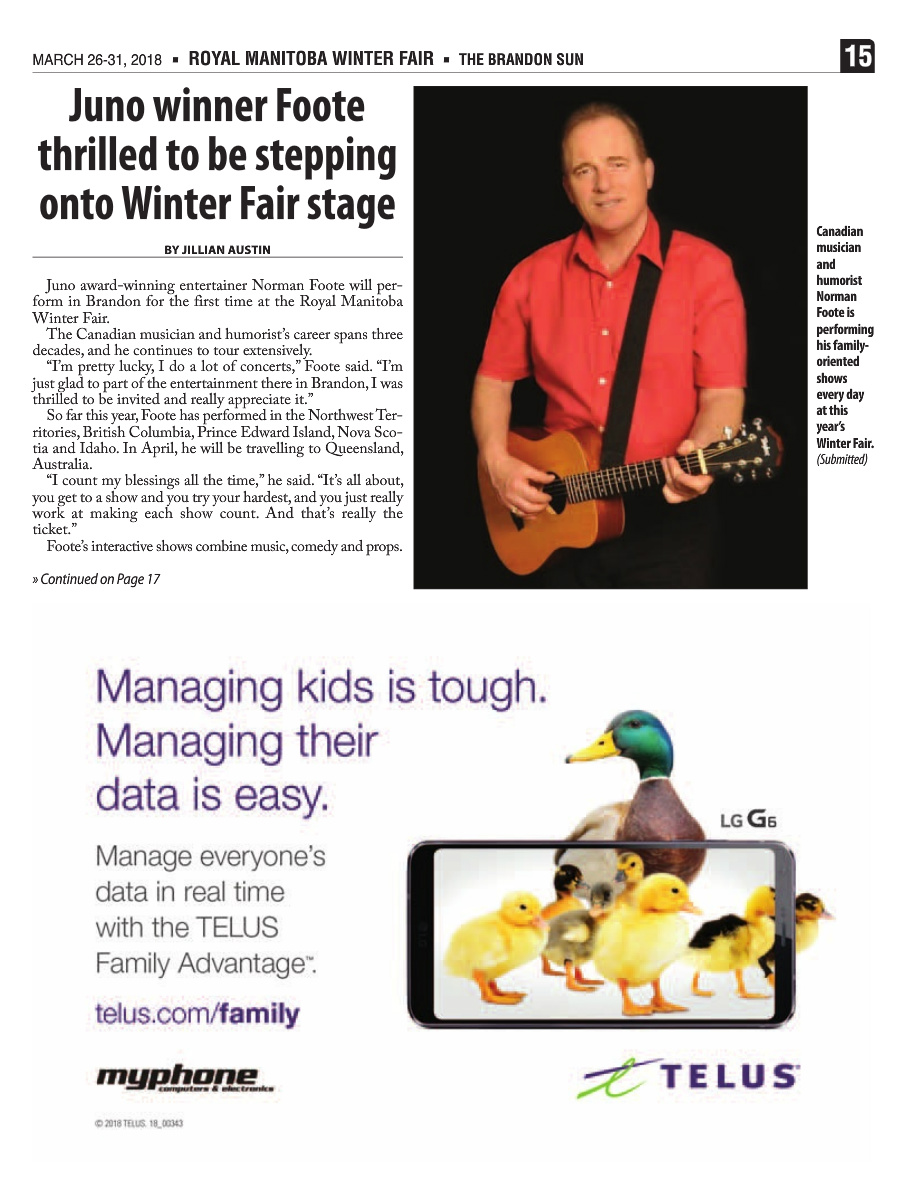 MARCH 26-31, 2018 ▪ ROYAL MANITOBA WINTER FAIR ▪ THE BRANDON SUN
15
Juno winner Foote
thrilled to be stepping
onto Winter Fair stage
BY JILLIAN AUSTIN
Juno award-winning entertainer Norman Foote will per-
form in Brandon for the first time at the Royal Manitoba
Winter Fair.
The Canadian musician and humorist’s career spans three
decades, and he continues to tour extensively.
“I’m pretty lucky, I do a lot of concerts,” Foote said. “I’m
just glad to part of the entertainment there in Brandon, I was
thrilled to be invited and really appreciate it.”
So far this year, Foote has performed in the Northwest Ter-
ritories, British Columbia, Prince Edward Island, Nova Sco-
tia and Idaho. In April, he will be travelling to Queensland,
Australia.
“I count my blessings all the time,” he said. “It’s all about,
you get to a show and you try your hardest, and you just really
work at making each show count. And that’s really the
ticket.”
Foote’s interactive shows combine music, comedy and props.
» Continued on Page 17
Canadian
musician
and
humorist
Norman
Foote is
performing
his family-
oriented
shows
every day
at this
year’s
Winter Fair.
(Submitted)
Managing kids is tough.
Managing their
data is easy.
LG G6
Manage everyone’s
data in real time
with the TELUS
Family Advantage™.
telus.com/family
myphone
computers & electronics
TELUS®
© 2018 TELUS. 18_00343